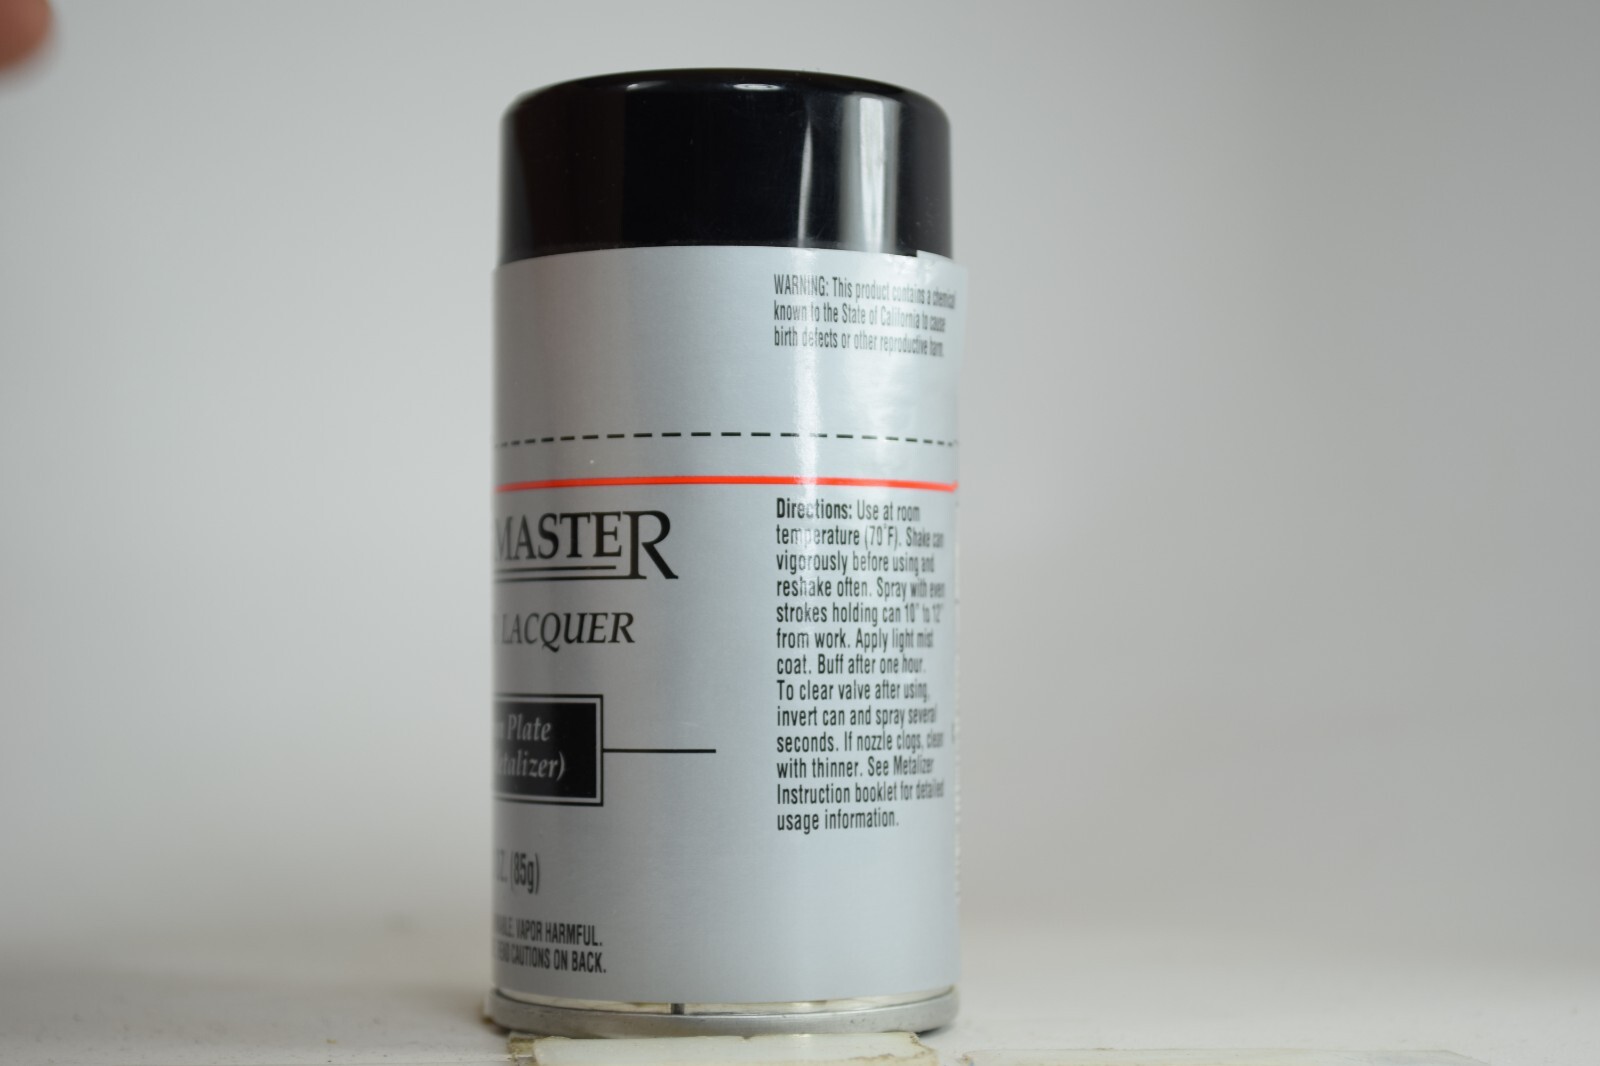 WARNING: This product contains a chemical
known to the State of California to cause
birth defects or other reproductive harm.
MASTER
LACQUER
Plate
(85g)
VAPOR HARMFUL.
CAUTIONS ON BACK.
Directions: Use at room
temperature (70°F). Shake can
vigorously before using and
reshake often. Spray with even
strokes holding can 10" to 12"
from work. Apply light mist
coat. Buff after one hour.
To clear valve after using,
invert can and spray several
seconds. If nozzle clogs, clean
with thinner. See Metalizer
Instruction booklet for detailed
usage information.